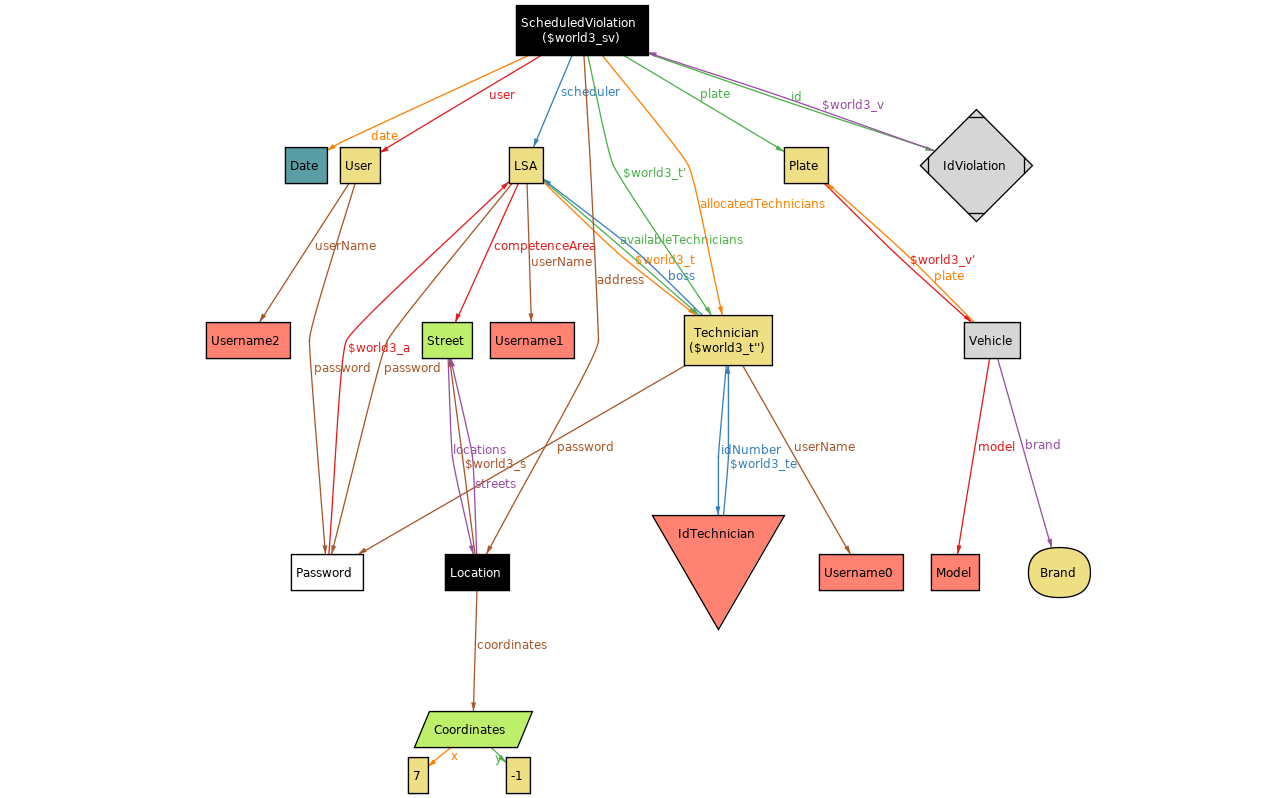 ScheduledViolation
($world3_sv)
user
scheduler
plate
id
$world3_v
date
Date
User
LSA
Plate
IdViolation
$world3_t'
allocatedTechnicians
userName
competenceArea
availableTechnicians
userName
$world3_t
boss
address
$world3_v'
plate
Username2
Street
Username1
Technician
($world3_t'')
Vehicle
$world3_a
password
password
locations
$world3_s
streets
password
idNumber
$world3_te
userName
model
brand
Password
Location
IdTechnician
Username0
Model
Brand
coordinates
Coordinates
x
y
7
-1